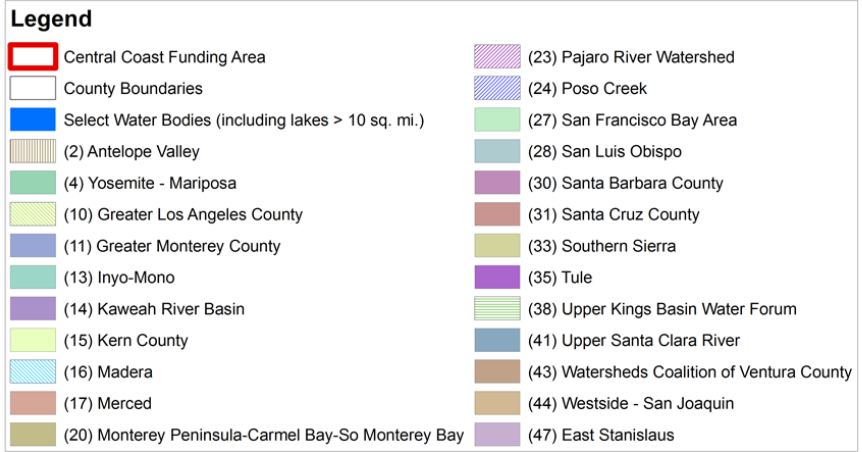 Legend
Central Coast Funding Area
County Boundaries
Select Water Bodies (including lakes > 10 sq. mi.)
(2) Antelope Valley
(4) Yosemite - Mariposa
(10) Greater Los Angeles County
(11) Greater Monterey County
(13) Inyo-Mono
(14) Kaweah River Basin
(15) Kern County
(16) Madera
(17) Merced
(20) Monterey Peninsula-Carmel Bay-So Monterey Bay
(23) Pajaro River Watershed
(24) Poso Creek
(27) San Francisco Bay Area
(28) San Luis Obispo
(30) Santa Barbara County
(31) Santa Cruz County
(33) Southern Sierra
(35) Tule
(38) Upper Kings Basin Water Forum
(41) Upper Santa Clara River
(43) Watersheds Coalition of Ventura County
(44) Westside - San Joaquin
(47) East Stanislaus